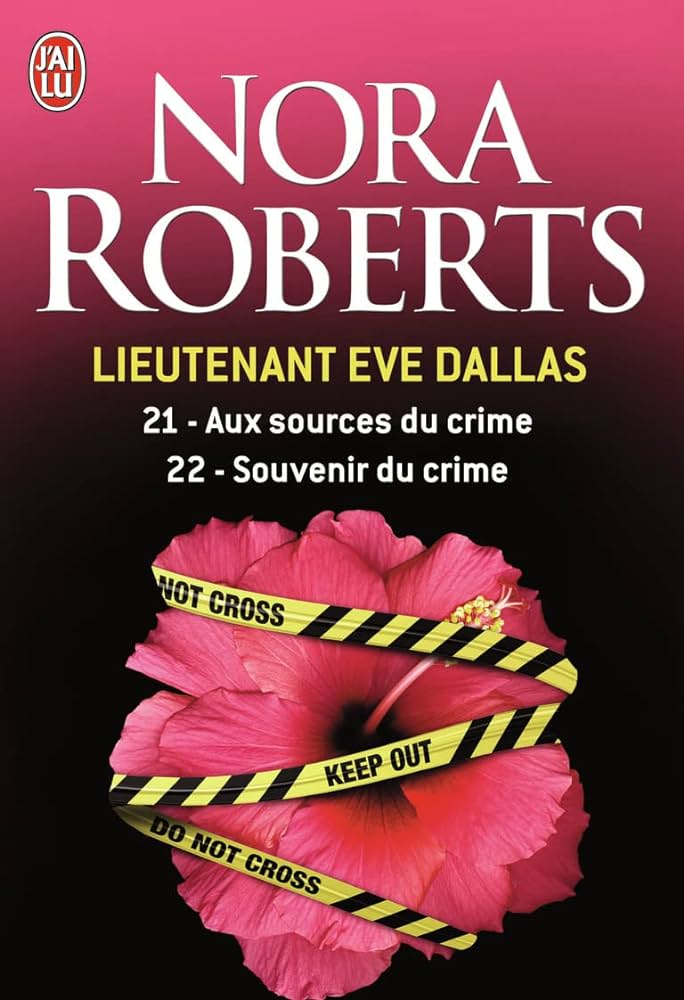 J'AI
LU
NORA
ROBERTS
LIEUTENANT EVE DALLAS
21 - Aux sources du crime
22 - Souvenir du crime
NOT CROSS
KEEP OUT
DO NOT CROSS